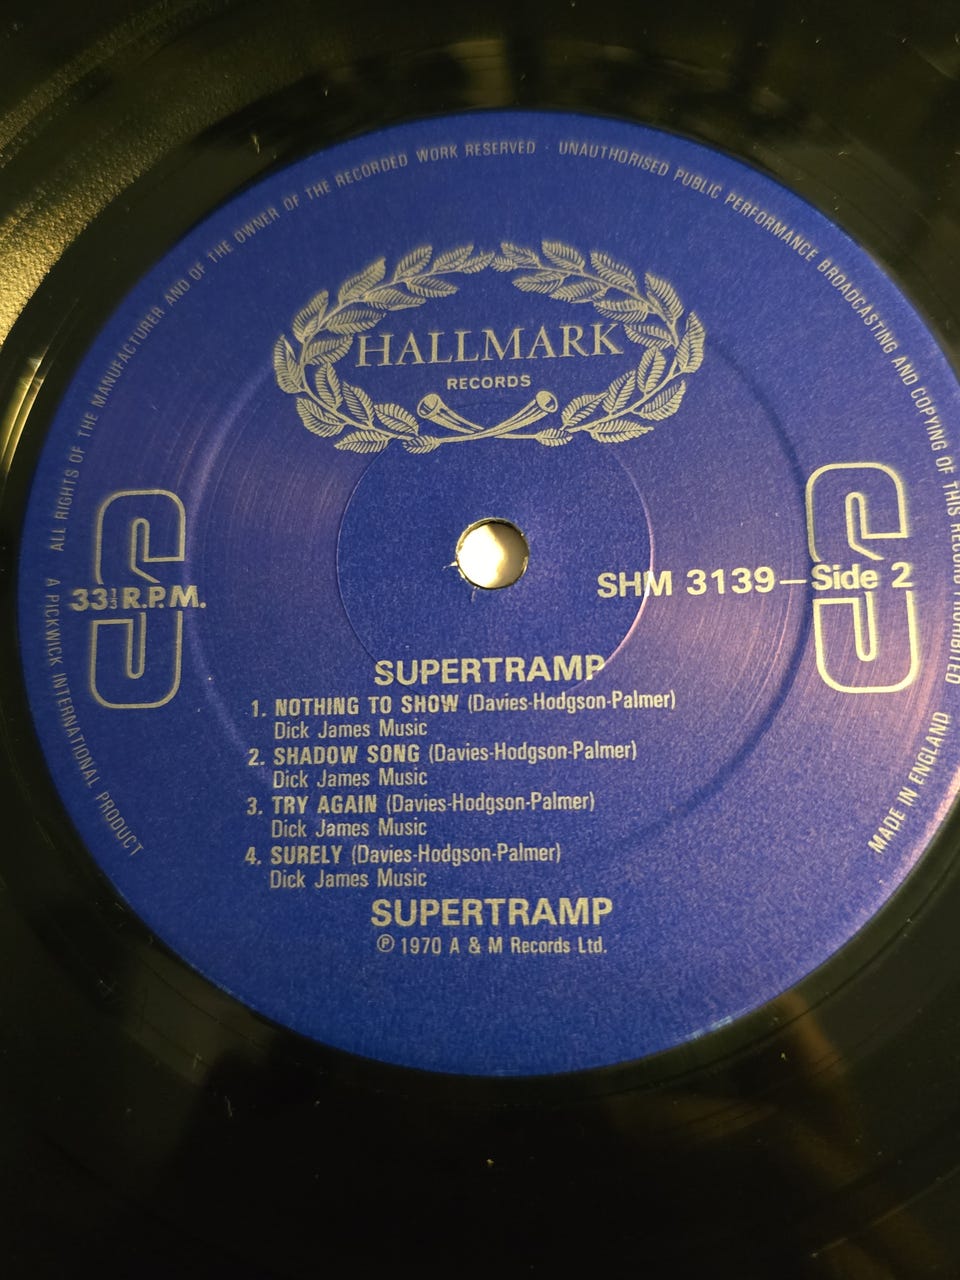 ALL RIGHTS OF THE MANUFACTURER AND OF THE OWNER OF THE RECORDED WORK RESERVED · UNAUTHORISED PUBLIC PERFORMANCE BROADCASTING AND COPYING OF THIS RECORD PROHIBITED
HALLMARK
RECORDS
S
S
33⅓ R.P.M.
SHM 3139–Side 2
SUPERTRAMP
1. NOTHING TO SHOW (Davies-Hodgson-Palmer)
Dick James Music
2. SHADOW SONG (Davies-Hodgson-Palmer)
Dick James Music
3. TRY AGAIN (Davies-Hodgson-Palmer)
Dick James Music
4. SURELY (Davies-Hodgson-Palmer)
Dick James Music
SUPERTRAMP
℗ 1970 A & M Records Ltd.
A PICKWICK INTERNATIONAL PRODUCT
MADE IN ENGLAND